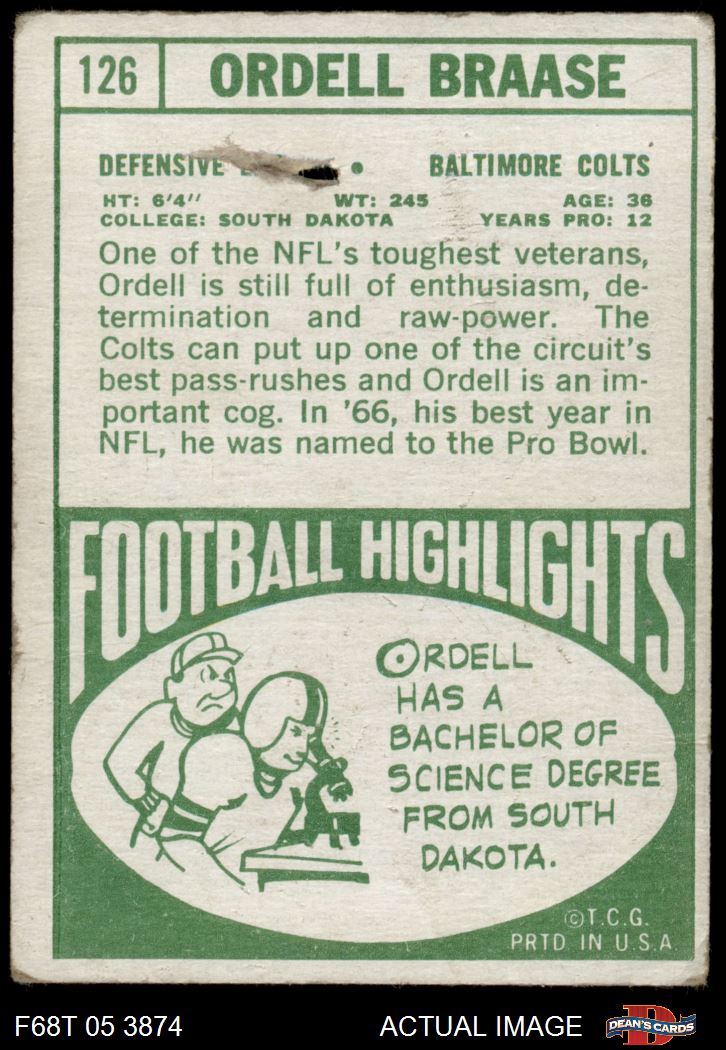 126 ORDELL BRAASE
DEFENSIVE • BALTIMORE COLTS
HT: 6'4'' WT: 245 AGE: 36
COLLEGE: SOUTH DAKOTA YEARS PRO: 12
One of the NFL's toughest veterans,
Ordell is still full of enthusiasm, de-
termination and raw-power. The
Colts can put up one of the circuit's
best pass-rushes and Ordell is an im-
portant cog. In '66, his best year in
NFL, he was named to the Pro Bowl.
FOOTBALL HIGHLIGHTS
ORDELL
HAS A
BACHELOR OF
SCIENCE DEGREE
FROM SOUTH
DAKOTA.
©T.C.G.
PRTD IN U.S.A.
F68T 05 3874 ACTUAL IMAGE DEAN'S CARDS